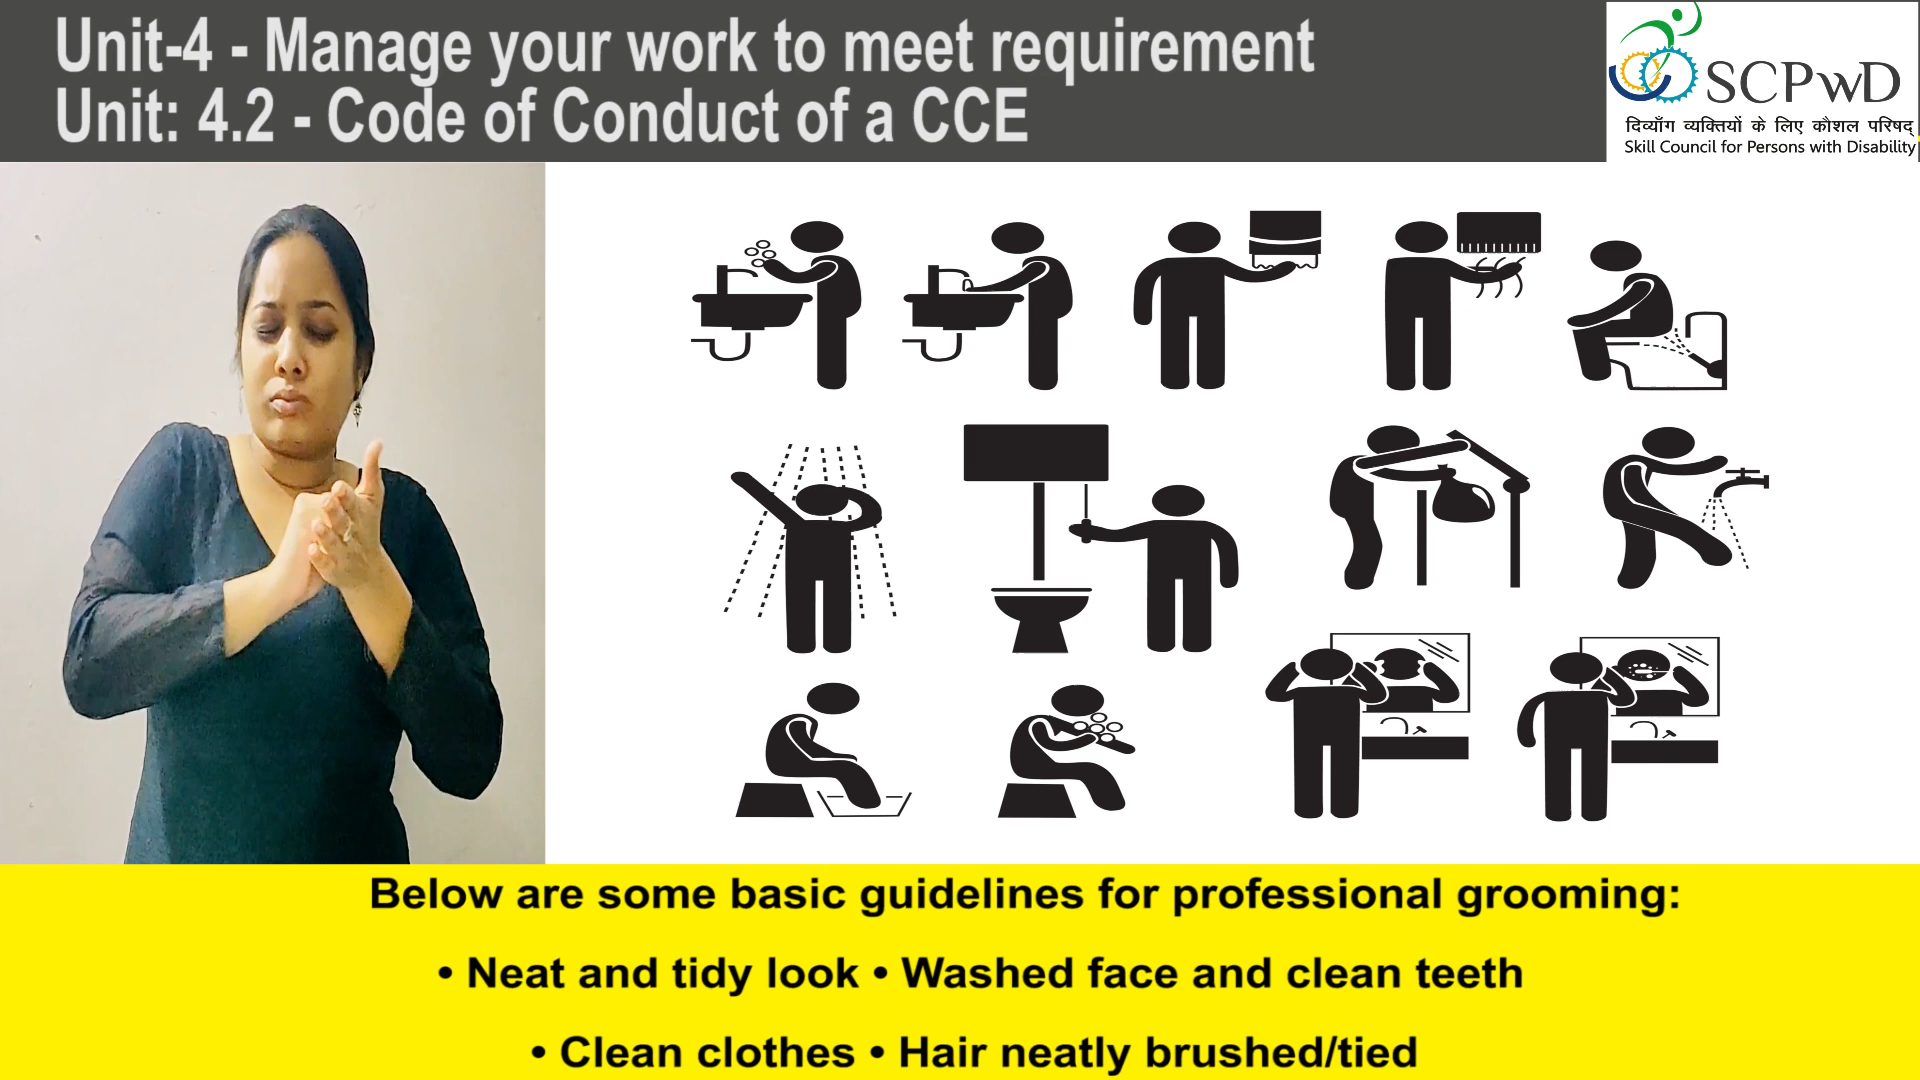 Unit-4 - Manage your work to meet requirement
Unit: 4.2 - Code of Conduct of a CCE
SCPwD
दिव्याँग व्यक्तियों के लिए कौशल परिषद्
Skill Council for Persons with Disability
Below are some basic guidelines for professional grooming:
• Neat and tidy look • Washed face and clean teeth
• Clean clothes • Hair neatly brushed/tied